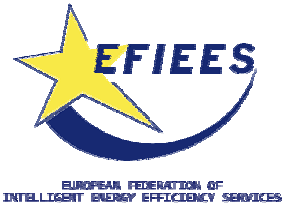 EFIEES
EUROPEAN FEDERATION OF
INTELLIGENT ENERGY EFFICIENCY SERVICES